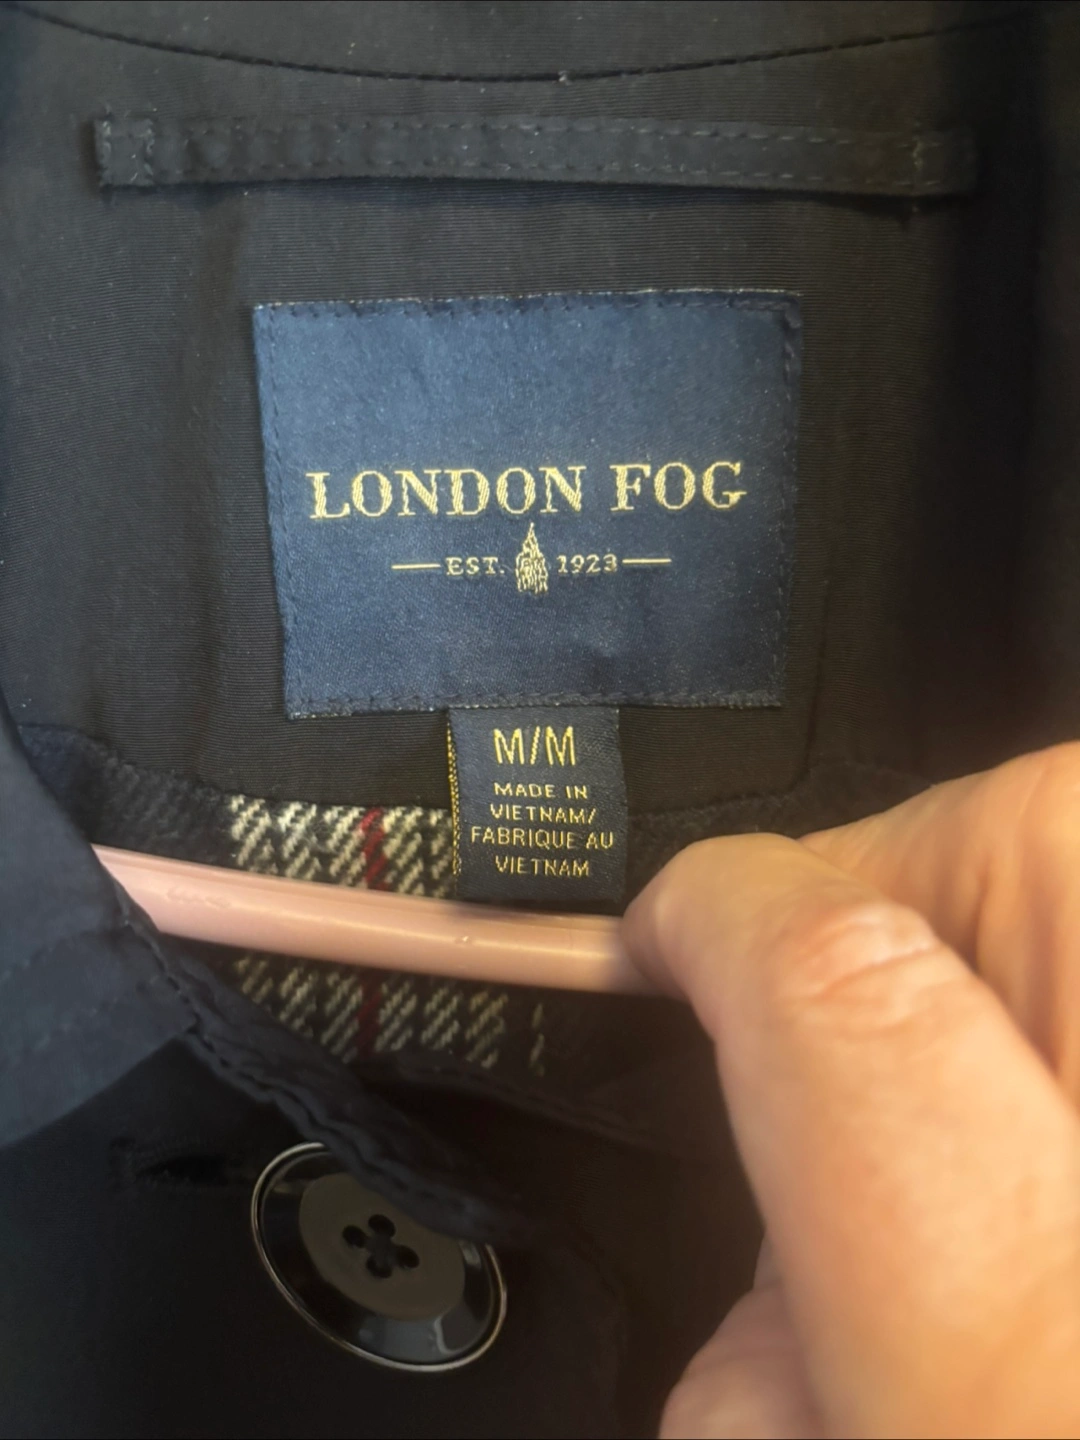 LONDON FOG
EST. 1923
M/M
MADE IN
VIETNAM/
FABRIQUE AU
VIETNAM